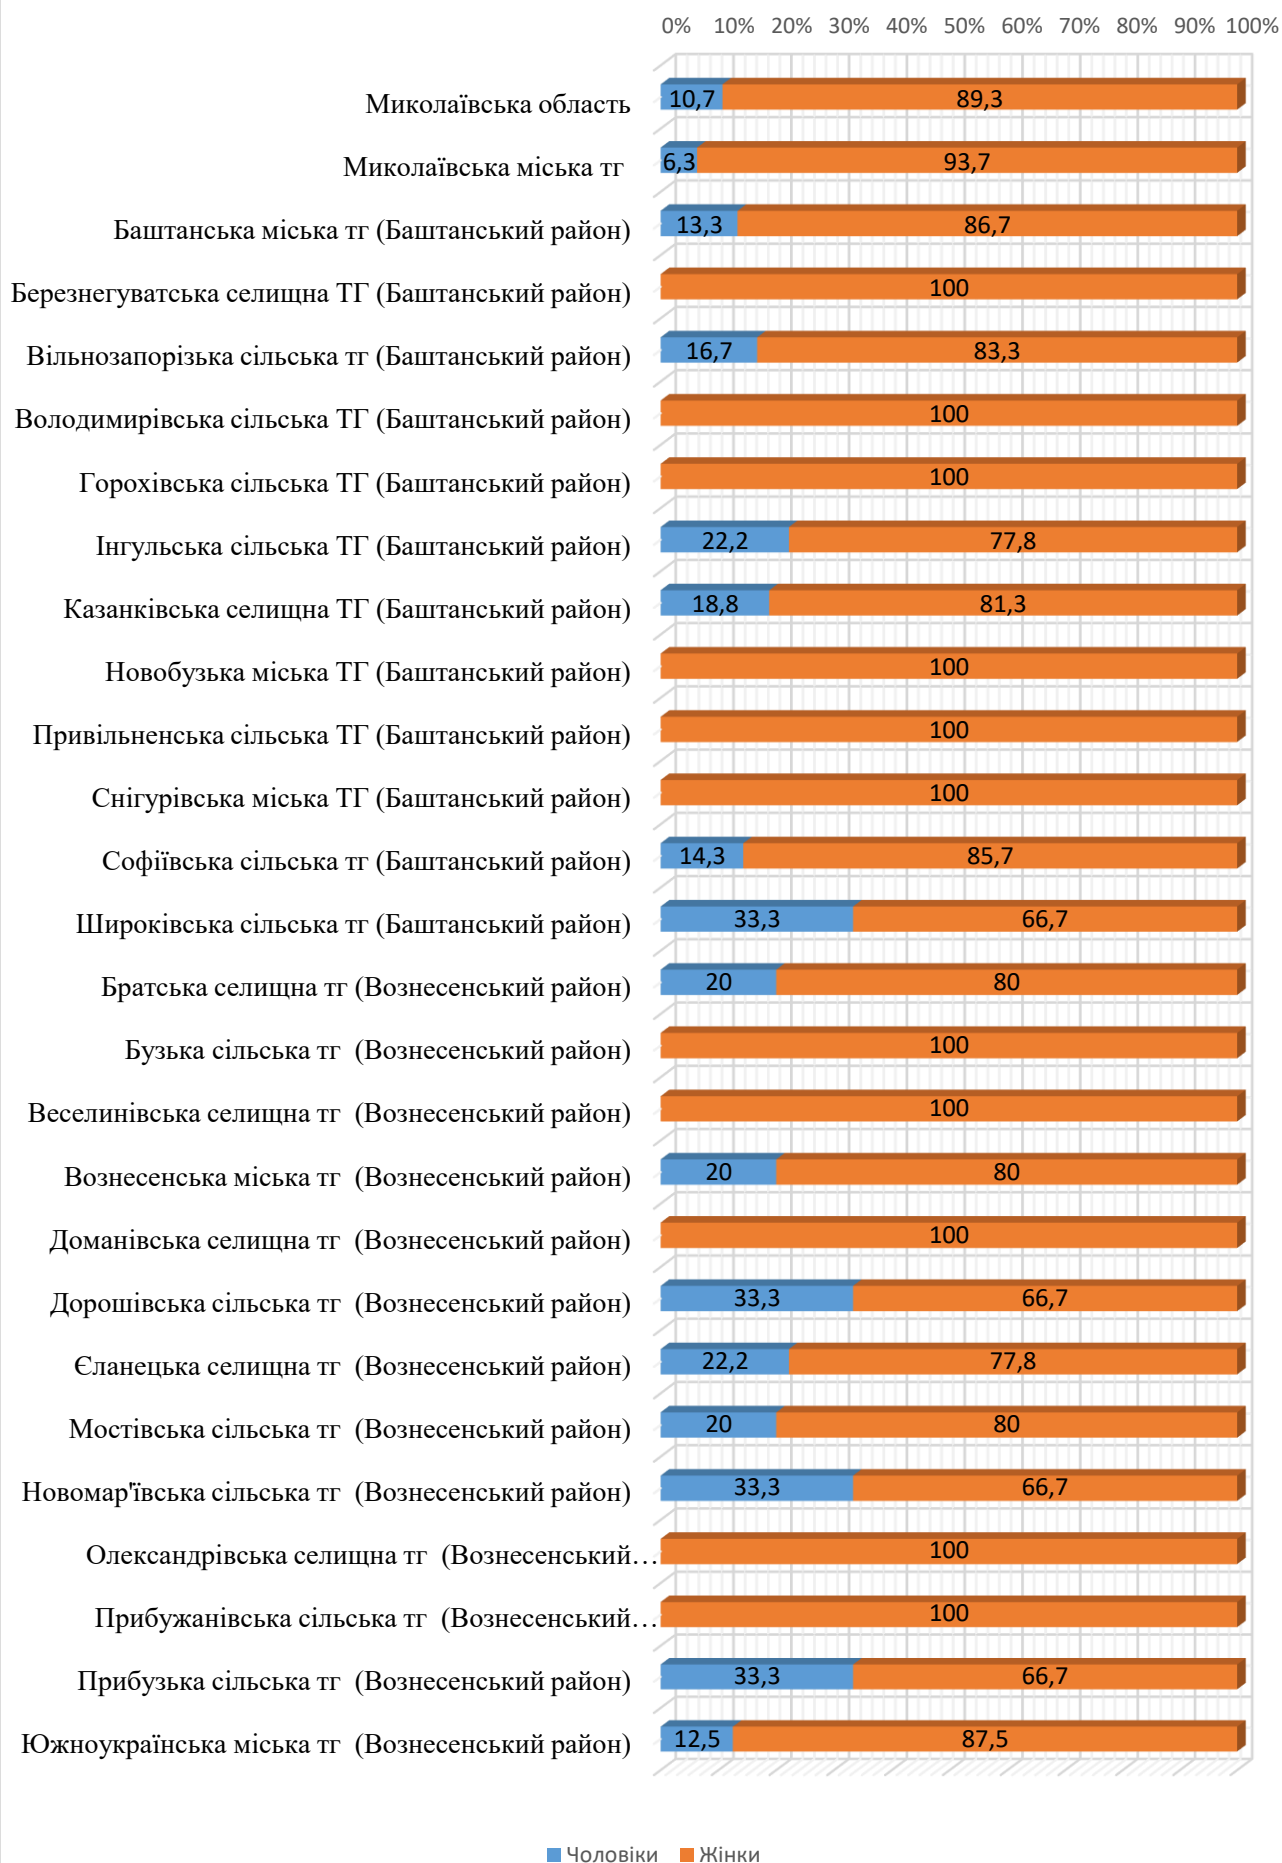 0% 10% 20% 30% 40% 50% 60% 70% 80% 90% 100%
Миколаївська область 10,7 89,3
Миколаївська міська тг 6,3 93,7
Баштанська міська тг (Баштанський район) 13,3 86,7
Березнегуватська селищна ТГ (Баштанський район) 100
Вільнозапорізька сільська тг (Баштанський район) 16,7 83,3
Володимирівська сільська ТГ (Баштанський район) 100
Горохівська сільська ТГ (Баштанський район) 100
Інгульська сільська ТГ (Баштанський район) 22,2 77,8
Казанківська селищна ТГ (Баштанський район) 18,8 81,3
Новобузька міська ТГ (Баштанський район) 100
Привільненська сільська ТГ (Баштанський район) 100
Снігурівська міська ТГ (Баштанський район) 100
Софіївська сільська тг (Баштанський район) 14,3 85,7
Широківська сільська тг (Баштанський район) 33,3 66,7
Братська селищна тг (Вознесенський район) 20 80
Бузька сільська тг (Вознесенський район) 100
Веселинівська селищна тг (Вознесенський район) 100
Вознесенська міська тг (Вознесенський район) 20 80
Доманівська селищна тг (Вознесенський район) 100
Дорошівська сільська тг (Вознесенський район) 33,3 66,7
Єланецька селищна тг (Вознесенський район) 22,2 77,8
Мостівська сільська тг (Вознесенський район) 20 80
Новомар'ївська сільська тг (Вознесенський район) 33,3 66,7
Олександрівська селищна тг (Вознесенський… 100
Прибужанівська сільська тг (Вознесенський… 100
Прибузька сільська тг (Вознесенський район) 33,3 66,7
Южноукраїнська міська тг (Вознесенський район) 12,5 87,5
Чоловіки Жінки